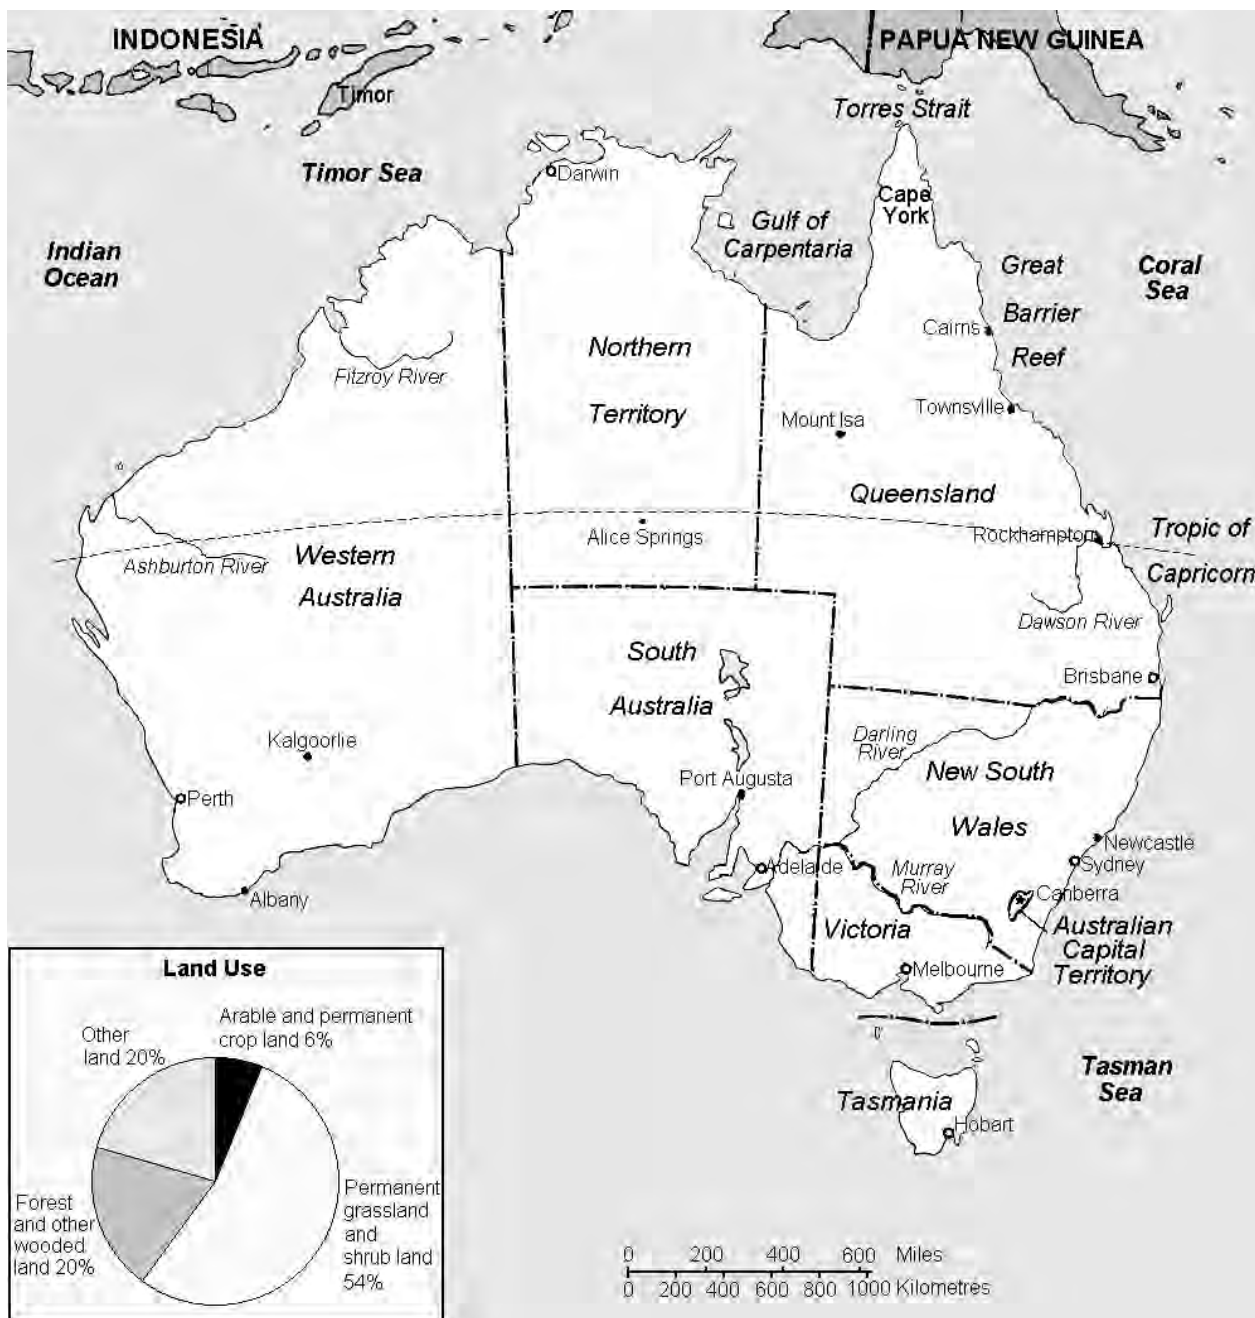 INDONESIA
PAPUA NEW GUINEA
Timor
Torres Strait
Timor Sea
Darwin
Cape
York
Gulf of
Carpentaria
Indian
Ocean
Great
Barrier
Reef
Coral
Sea
Cairns
Northern
Territory
Fitzroy River
Townsville
Mount Isa
Queensland
Alice Springs
Rockhampton
Tropic of
Capricorn
Ashburton River
Western
Australia
Dawson River
South
Australia
Brisbane
Kalgoorlie
Darling
River
New South
Wales
Port Augusta
Perth
Newcastle
Sydney
Adelaide
Murray
River
Albany
Canberra
Victoria
Australian
Capital
Territory
Melbourne
Tasman
Sea
Tasmania
Hobart
Land Use
Arable and permanent
crop land 6%
Other
land 20%
Forest
and other
wooded
land 20%
Permanent
grassland
and
shrub land
54%
0 200 400 600 Miles
0 200 400 600 800 1000 Kilometres